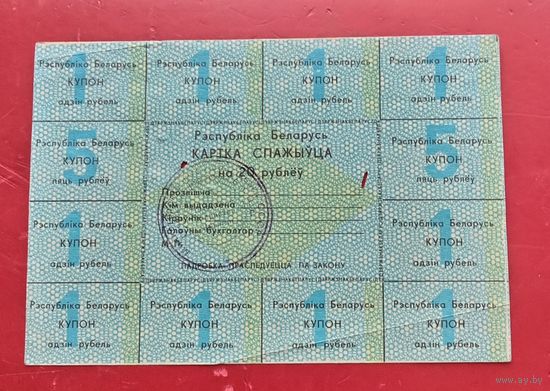 Рэспубліка Беларусь Рэспубліка Беларусь Рэспубліка Беларусь Рэспубліка Беларусь
1 1 1 1
КУПОН КУПОН КУПОН КУПОН
адзін рубель адзін рубель адзін рубель адзін рубель
Рэспубліка Беларусь
5
КУПОН
пяць рублёў
Рэспубліка Беларусь
КАРТКА СПАЖЫЎЦА
на 20 рублёў
Прозвішча
Кім выдадзена
Кіраўнік
Галоўны бухгалтар
М.П.
ПАДРОБКА ПРАСЛЕДУЕЦЦА ПА ЗАКОНУ
Рэспубліка Беларусь
5
КУПОН
пяць рублёў
Рэспубліка Беларусь
1
КУПОН
адзін рубель
Рэспубліка Беларусь
1
КУПОН
адзін рубель
Рэспубліка Беларусь Рэспубліка Беларусь Рэспубліка Беларусь Рэспубліка Беларусь
1 1 1 1
КУПОН КУПОН КУПОН КУПОН
адзін рубель адзін рубель адзін рубель адзін рубель
www.ay.by